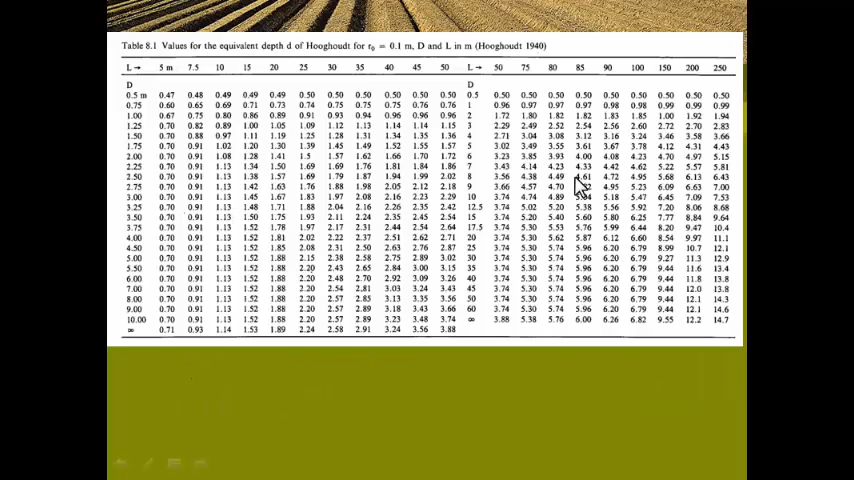 Table 8.1 Values for the equivalent depth d of Hooghoudt for r₀ = 0.1 m, D and L in m (Hooghoudt 1940)
L→ 5 m 7.5 10 15 20 25 30 35 40 45 50 L→ 50 75 80 85 90 100 150 200 250
D D
0.5 m 0.47 0.48 0.49 0.49 0.49 0.50 0.50 0.50 0.50 0.50 0.50 0.5 0.50 0.50 0.50 0.50 0.50 0.50 0.50 0.50 0.50
0.75 0.60 0.65 0.69 0.71 0.73 0.74 0.75 0.75 0.75 0.76 0.76 1 0.96 0.97 0.97 0.97 0.98 0.98 0.99 0.99 0.99
1.00 0.67 0.75 0.80 0.86 0.89 0.91 0.93 0.94 0.96 0.96 0.96 2 1.72 1.80 1.82 1.82 1.83 1.85 1.00 1.92 1.94
1.25 0.70 0.82 0.89 1.00 1.05 1.09 1.12 1.13 1.14 1.14 1.15 3 2.29 2.49 2.52 2.54 2.56 2.60 2.72 2.70 2.83
1.50 0.70 0.88 0.97 1.11 1.19 1.25 1.28 1.31 1.34 1.35 1.36 4 2.71 3.04 3.08 3.12 3.16 3.24 3.46 3.58 3.66
1.75 0.70 0.91 1.02 1.20 1.30 1.39 1.45 1.49 1.52 1.55 1.57 5 3.02 3.49 3.55 3.61 3.67 3.78 4.12 4.31 4.43
2.00 0.70 0.91 1.08 1.28 1.41 1.5 1.57 1.62 1.66 1.70 1.72 6 3.23 3.85 3.93 4.00 4.08 4.23 4.70 4.97 5.15
2.25 0.70 0.91 1.13 1.34 1.50 1.69 1.69 1.76 1.81 1.84 1.86 7 3.43 4.14 4.23 4.33 4.42 4.62 5.22 5.57 5.81
2.50 0.70 0.91 1.13 1.38 1.57 1.69 1.79 1.87 1.94 1.99 2.02 8 3.56 4.38 4.49 4.61 4.72 4.95 5.68 6.13 6.43
2.75 0.70 0.91 1.13 1.42 1.63 1.76 1.88 1.98 2.05 2.12 2.18 9 3.66 4.57 4.70 4.95 5.23 6.09 6.63 7.00
3.00 0.70 0.91 1.13 1.45 1.67 1.83 1.97 2.08 2.16 2.23 2.29 10 3.74 4.74 4.89 5.18 5.47 6.45 7.09 7.53
3.25 0.70 0.91 1.13 1.48 1.71 1.88 2.04 2.16 2.26 2.35 2.42 12.5 3.74 5.02 5.20 5.38 5.56 5.92 7.20 8.06 8.68
3.50 0.70 0.91 1.13 1.50 1.75 1.93 2.11 2.24 2.35 2.45 2.54 15 3.74 5.20 5.40 5.60 5.80 6.25 7.77 8.84 9.64
3.75 0.70 0.91 1.13 1.52 1.78 1.97 2.17 2.31 2.44 2.54 2.64 17.5 3.74 5.30 5.53 5.76 5.99 6.44 8.20 9.47 10.4
4.00 0.70 0.91 1.13 1.52 1.81 2.02 2.22 2.37 2.51 2.62 2.71 20 3.74 5.30 5.62 5.87 6.12 6.60 8.54 9.97 11.1
4.50 0.70 0.91 1.13 1.52 1.85 2.08 2.31 2.50 2.63 2.76 2.87 25 3.74 5.30 5.74 5.96 6.20 6.79 8.99 10.7 12.1
5.00 0.70 0.91 1.13 1.52 1.88 2.15 2.38 2.58 2.75 2.89 3.02 30 3.74 5.30 5.74 5.96 6.20 6.79 9.27 11.3 12.9
5.50 0.70 0.91 1.13 1.52 1.88 2.20 2.43 2.65 2.84 3.00 3.15 35 3.74 5.30 5.74 5.96 6.20 6.79 9.44 11.6 13.4
6.00 0.70 0.91 1.13 1.52 1.88 2.20 2.48 2.70 2.92 3.09 3.26 40 3.74 5.30 5.74 5.96 6.20 6.79 9.44 11.8 13.8
7.00 0.70 0.91 1.13 1.52 1.88 2.20 2.54 2.81 3.03 3.24 3.43 45 3.74 5.30 5.74 5.96 6.20 6.79 9.44 12.0 13.8
8.00 0.70 0.91 1.13 1.52 1.88 2.20 2.57 2.85 3.13 3.35 3.56 50 3.74 5.30 5.74 5.96 6.20 6.79 9.44 12.1 14.3
9.00 0.70 0.91 1.13 1.52 1.88 2.20 2.57 2.89 3.18 3.43 3.66 60 3.74 5.30 5.74 5.96 6.20 6.79 9.44 12.1 14.6
10.00 0.70 0.91 1.13 1.52 1.88 2.20 2.57 2.89 3.23 3.48 3.74 ∞ 3.88 5.38 5.76 6.00 6.26 6.82 9.55 12.2 14.7
∞ 0.71 0.93 1.14 1.53 1.89 2.24 2.58 2.91 3.24 3.56 3.88